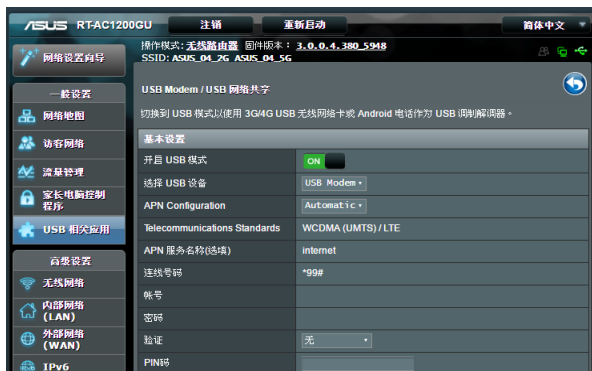 ASUS RT-AC1200GU 注销 重新启动 简体中文
操作模式: 无线路由器 固件版本: 3.0.0.4.380_5948
SSID: ASUS_04_2G ASUS_04_5G
网络设置向导
一般设置
网络地图
访客网络
流量管理
家长电脑控制
程序
USB 相关应用
高级设置
无线网络
内部网络
(LAN)
外部网络
(WAN)
IPv6
USB Modem / USB 网络共享
切换到 USB 模式以使用 3G/4G USB 无线网络卡或 Android 电话作为 USB 调制解调器。
基本设置
开启 USB 模式 ON
选择 USB 设备 USB Modem
APN Configuration Automatic
Telecommunications Standards WCDMA (UMTS) / LTE
APN 服务名称(选填) internet
连线号码 *99#
帐号
密码
验证 无
PIN码